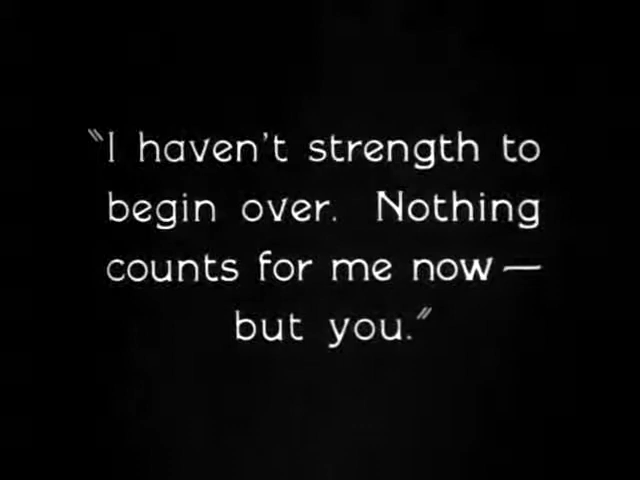 "I haven't strength to
begin over. Nothing
counts for me now —
but you."